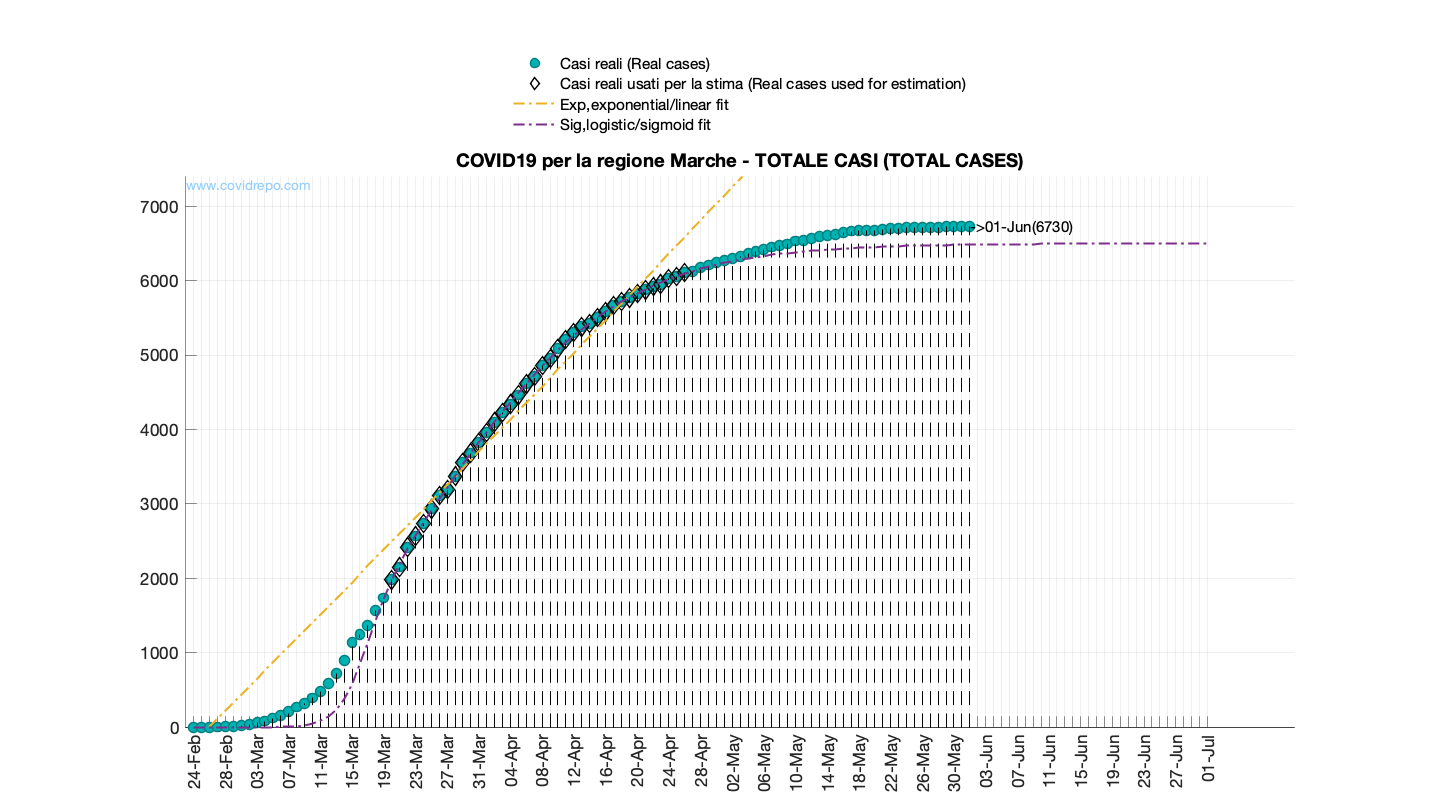 Casi reali (Real cases)
Casi reali usati per la stima (Real cases used for estimation)
Exp,exponential/linear fit
Sig,logistic/sigmoid fit
COVID19 per la regione Marche - TOTALE CASI (TOTAL CASES)
www.covidrepo.com
7000
6000
5000
4000
3000
2000
1000
0
->01-Jun(6730)
24-Feb
28-Feb
03-Mar
07-Mar
11-Mar
15-Mar
19-Mar
23-Mar
27-Mar
31-Mar
04-Apr
08-Apr
12-Apr
16-Apr
20-Apr
24-Apr
28-Apr
02-May
06-May
10-May
14-May
18-May
22-May
26-May
30-May
03-Jun
07-Jun
11-Jun
15-Jun
19-Jun
23-Jun
27-Jun
01-Jul